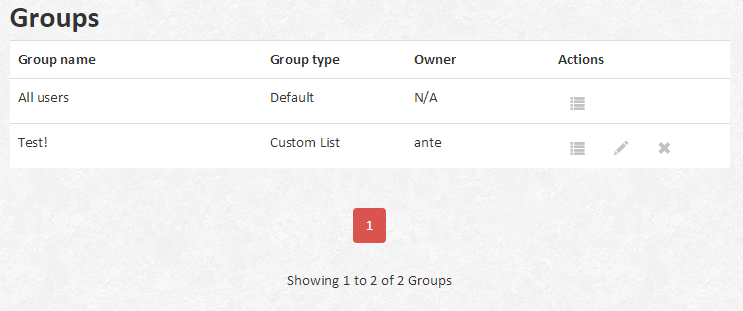 Groups
Group name Group type Owner Actions
All users Default N/A
Test! Custom List ante
1
Showing 1 to 2 of 2 Groups